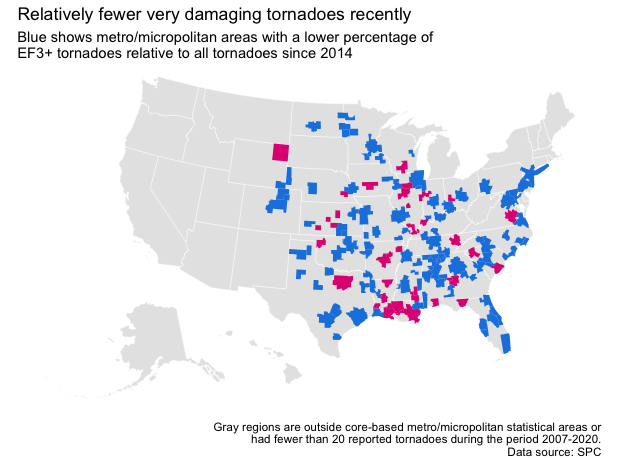 Relatively fewer very damaging tornadoes recently
Blue shows metro/micropolitan areas with a lower percentage of
EF3+ tornadoes relative to all tornadoes since 2014
Gray regions are outside core-based metro/micropolitan statistical areas or
had fewer than 20 reported tornadoes during the period 2007-2020.
Data source: SPC